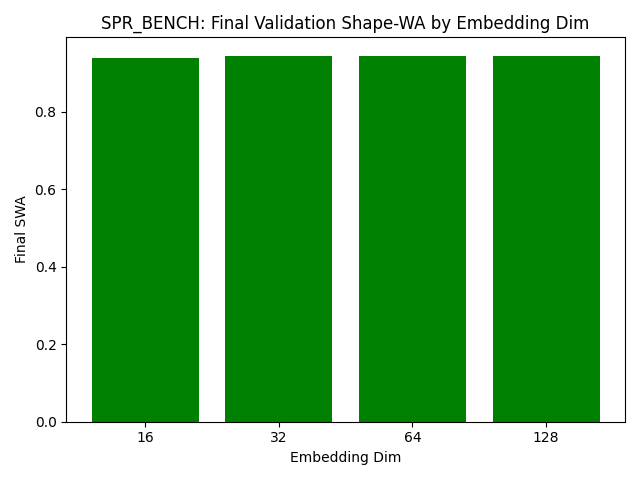 SPR_BENCH: Final Validation Shape-WA by Embedding Dim
Final SWA
0.8
0.6
0.4
0.2
0.0
16 32 64 128
Embedding Dim